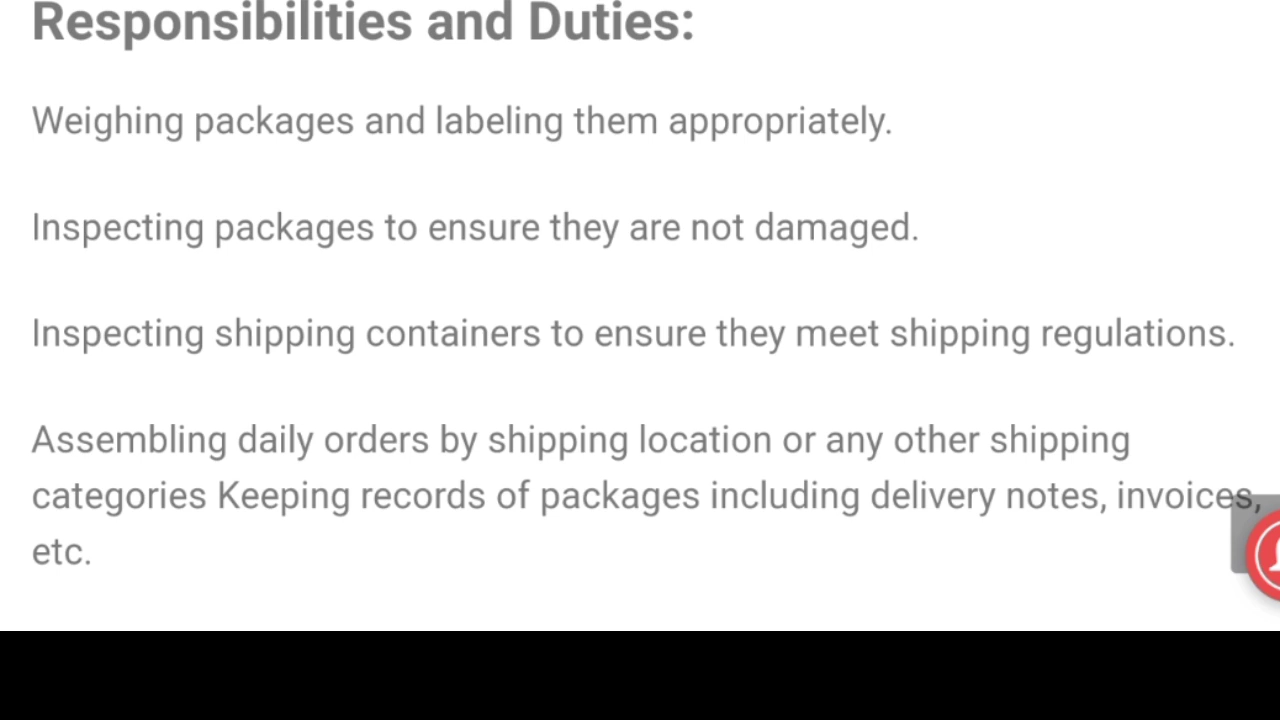 Responsibilities and Duties:
Weighing packages and labeling them appropriately.
Inspecting packages to ensure they are not damaged.
Inspecting shipping containers to ensure they meet shipping regulations.
Assembling daily orders by shipping location or any other shipping
categories Keeping records of packages including delivery notes, invoices,
etc.